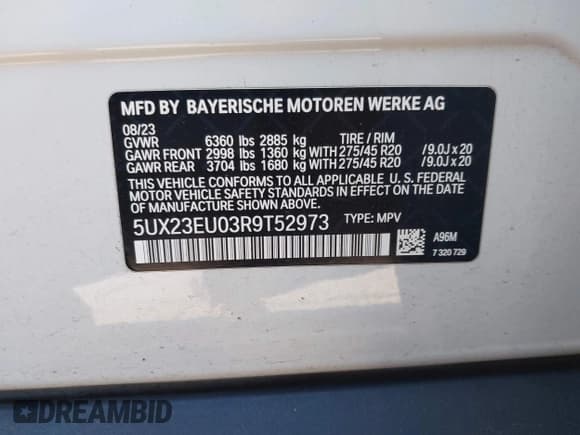 MFD BY BAYERISCHE MOTOREN WERKE AG
08/23
GVWR 6360 lbs 2885 kg TIRE / RIM
GAWR FRONT 2998 lbs 1360 kg WITH 275/45 R20 / 9.0J x 20
GAWR REAR 3704 lbs 1680 kg WITH 275/45 R20 / 9.0J x 20
THIS VEHICLE CONFORMS TO ALL APPLICABLE U. S. FEDERAL
MOTOR VEHICLE SAFETY STANDARDS IN EFFECT ON THE DATE OF
MANUFACTURE SHOWN ABOVE.
5UX23EU03R9T52973 TYPE: MPV
A96M
7 320 729
DREAMBID